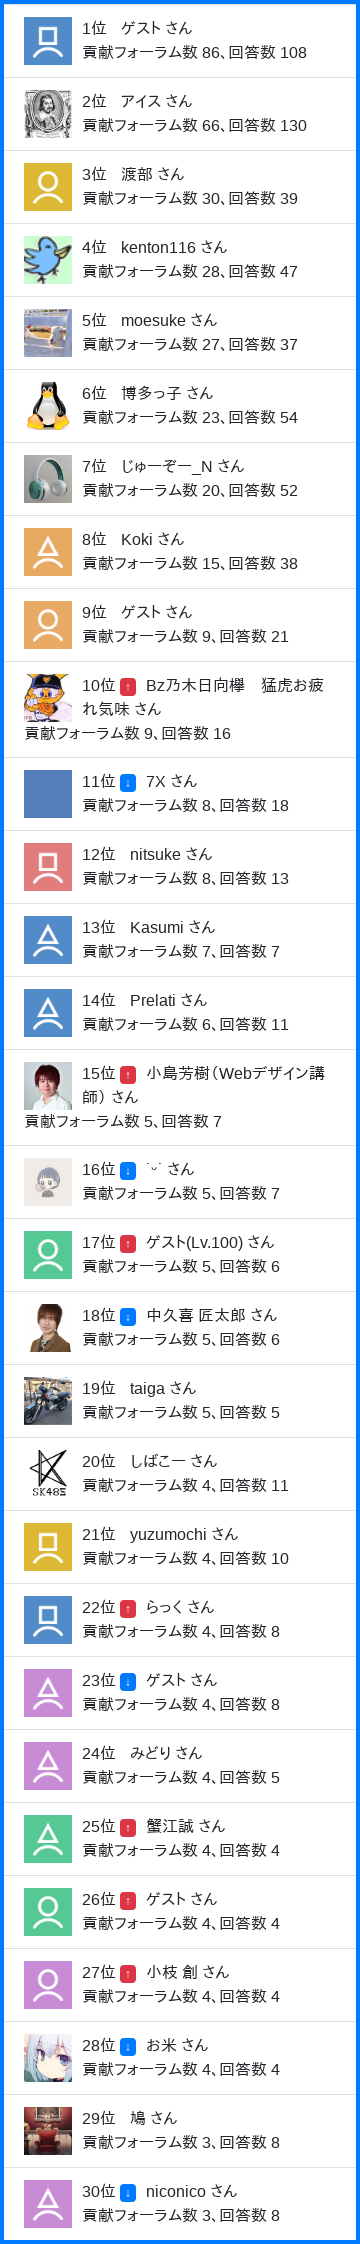 1位　ゲスト さん
貢献フォーラム数 86、回答数 108
2位　アイス さん
貢献フォーラム数 66、回答数 130
3位　渡部 さん
貢献フォーラム数 30、回答数 39
4位　kenton116 さん
貢献フォーラム数 28、回答数 47
5位　moesuke さん
貢献フォーラム数 27、回答数 37
6位　博多っ子 さん
貢献フォーラム数 23、回答数 54
7位　じゅーぞー_N さん
貢献フォーラム数 20、回答数 52
8位　Koki さん
貢献フォーラム数 15、回答数 38
9位　ゲスト さん
貢献フォーラム数 9、回答数 21
10位 ↑ Bz乃木日向欅　猛虎お疲
れ気味 さん
貢献フォーラム数 9、回答数 16
11位 ↓ 7X さん
貢献フォーラム数 8、回答数 18
12位　nitsuke さん
貢献フォーラム数 8、回答数 13
13位　Kasumi さん
貢献フォーラム数 7、回答数 7
14位　Prelati さん
貢献フォーラム数 6、回答数 11
15位 ↑ 小島芳樹（Webデザイン講
師） さん
貢献フォーラム数 5、回答数 7
16位 ↓ ˙ᵕ˙ さん
貢献フォーラム数 5、回答数 7
17位 ↑ ゲスト(Lv.100) さん
貢献フォーラム数 5、回答数 6
18位 ↓ 中久喜 匠太郎 さん
貢献フォーラム数 5、回答数 6
19位　taiga さん
貢献フォーラム数 5、回答数 5
SK48Ξ
20位　しばこー さん
貢献フォーラム数 4、回答数 11
21位　yuzumochi さん
貢献フォーラム数 4、回答数 10
22位 ↑ らっく さん
貢献フォーラム数 4、回答数 8
23位 ↓ ゲスト さん
貢献フォーラム数 4、回答数 8
24位　みどり さん
貢献フォーラム数 4、回答数 5
25位 ↑ 蟹江誠 さん
貢献フォーラム数 4、回答数 4
26位 ↑ ゲスト さん
貢献フォーラム数 4、回答数 4
27位 ↑ 小枝 創 さん
貢献フォーラム数 4、回答数 4
28位 ↓ お米 さん
貢献フォーラム数 4、回答数 4
29位　鳩 さん
貢献フォーラム数 3、回答数 8
30位 ↓ niconico さん
貢献フォーラム数 3、回答数 8